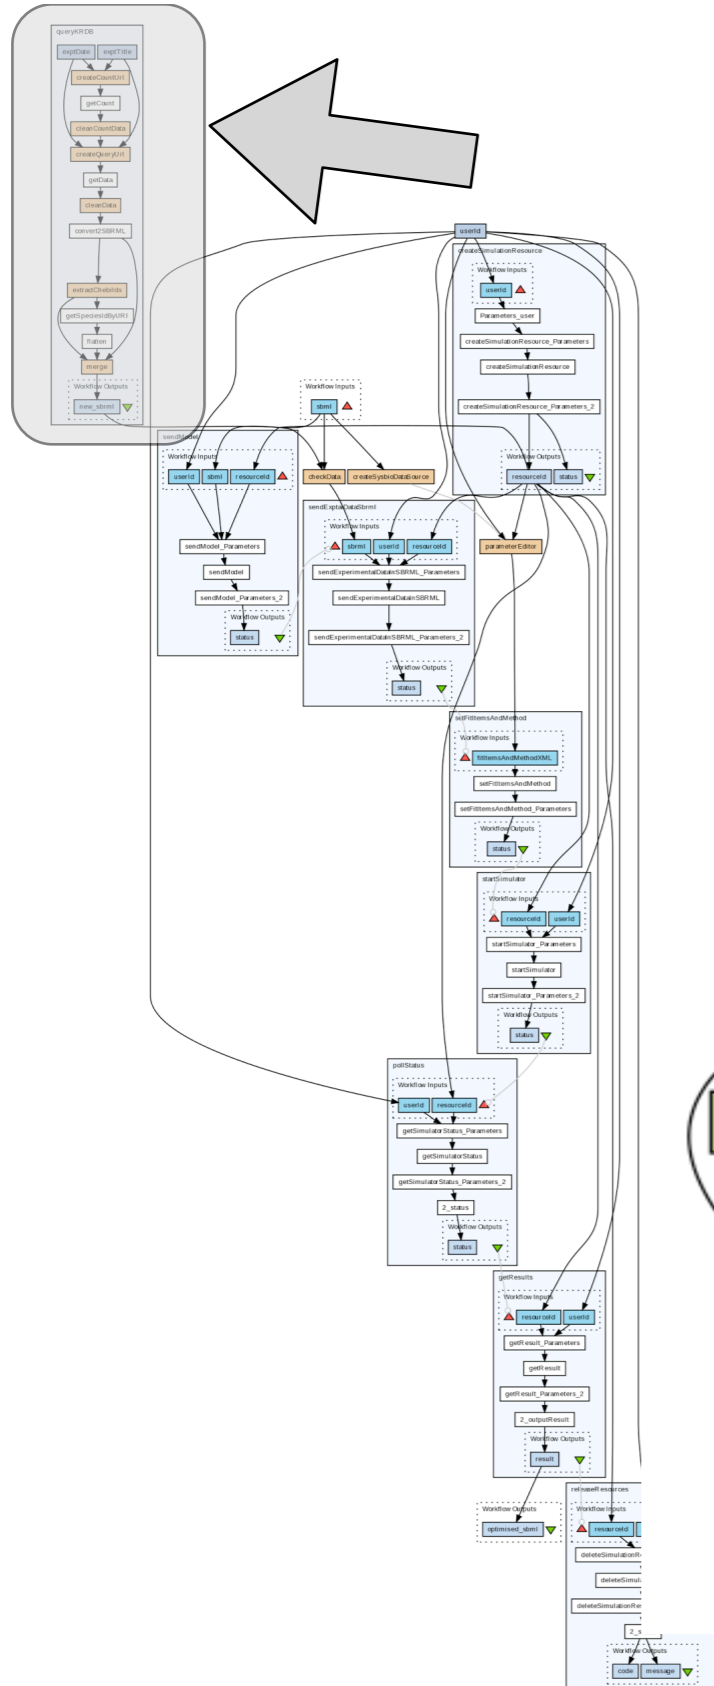 queryKRDB
exptDate exptTitle
createCountUrl
getCount
cleanCountData
createQueryUrl
getData
cleanData
convert2SBRML
extractChebiIds
getSpeciesIdByURI
flatten
merge
Workflow Outputs
new_sbrml
userId
createSimulationResource
Workflow Inputs
userId
Parameters_user
createSimulationResource_Parameters
createSimulationResource
createSimulationResource_Parameters_2
Workflow Outputs
resourceId status
Workflow Inputs
sbml
checkData createSysbioDataSource
sendModel
Workflow Inputs
userId sbml resourceId
sendModel_Parameters
sendModel
sendModel_Parameters_2
Workflow Outputs
status
sendExptalDataSbrml
Workflow Inputs
sbrml userId resourceId
sendExperimentalDataInSBRML_Parameters
sendExperimentalDataInSBRML
sendExperimentalDataInSBRML_Parameters_2
Workflow Outputs
status
parameterEditor
setFitItemsAndMethod
Workflow Inputs
fitItemsAndMethodXML
setFitItemsAndMethod
setFitItemsAndMethod_Parameters
Workflow Outputs
status
startSimulator
Workflow Inputs
resourceId userId
startSimulator_Parameters
startSimulator
startSimulator_Parameters_2
Workflow Outputs
status
pollStatus
Workflow Inputs
userId resourceId
getSimulatorStatus_Parameters
getSimulatorStatus
getSimulatorStatus_Parameters_2
2_status
Workflow Outputs
status
getResults
Workflow Inputs
resourceId userId
getResult_Parameters
getResult
getResult_Parameters_2
2_outputResult
Workflow Outputs
result
Workflow Outputs
optimised_sbml
releaseResources
Workflow Inputs
resourceId
Workflow Outputs
code message